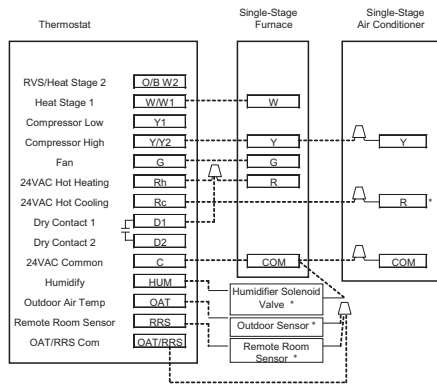 Thermostat
Single-Stage
Furnace
Single-Stage
Air Conditioner
RVS/Heat Stage 2 O/B W2
Heat Stage 1 W/W1 W
Compressor Low Y1
Compressor High Y/Y2 Y Y
Fan G G
24VAC Hot Heating Rh R
24VAC Hot Cooling Rc R *
Dry Contact 1 D1
Dry Contact 2 D2
24VAC Common C COM COM
Humidify HUM
Humidifier Solenoid
Valve *
Outdoor Air Temp OAT
Outdoor Sensor *
Remote Room Sensor RRS
Remote Room
Sensor *
OAT/RRS Com OAT/RRS